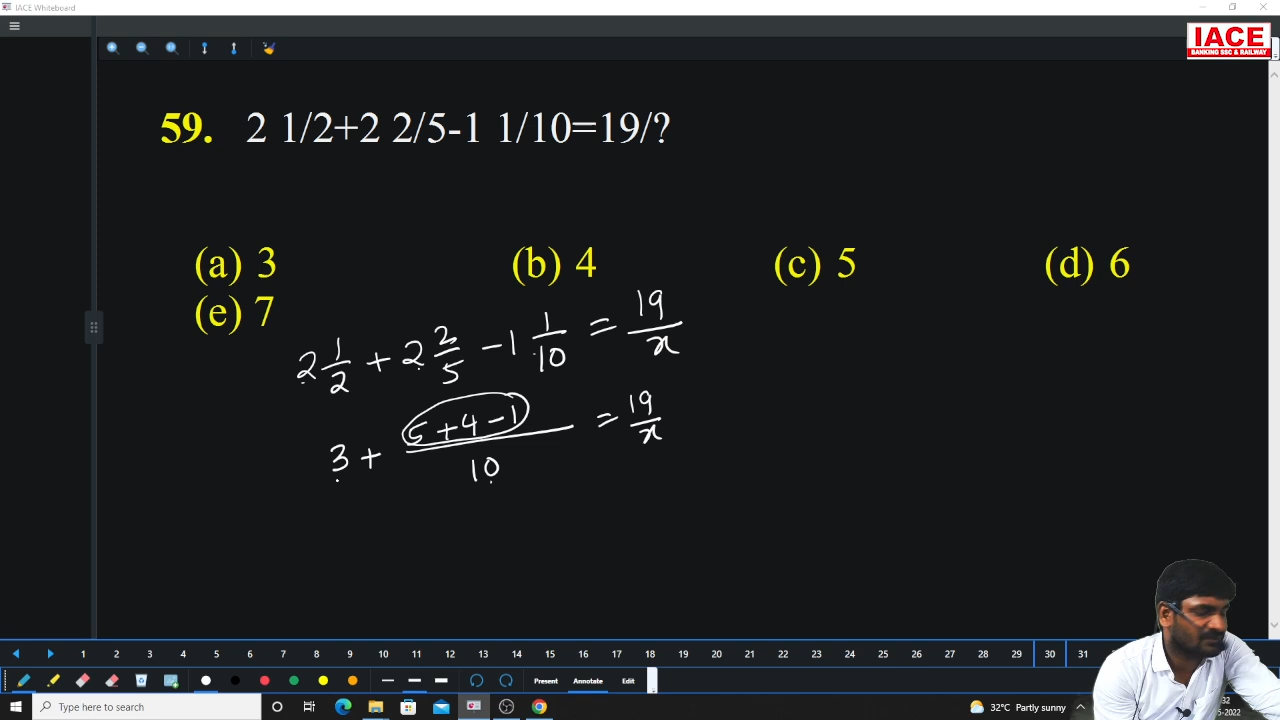 IACE Whiteboard
IACE
BANKING SSC & RAILWAY
59. 2 1/2+2 2/5-1 1/10=19/?
(a) 3 (b) 4 (c) 5 (d) 6
(e) 7
2 1/2 + 2 2/5 - 1 1/10 = 19/x
3 + (5+4-1)/10 = 19/x
1 2 3 4 5 6 7 8 9 10 11 12 13 14 15 16 17 18 19 20 21 22 23 24 25 26 27 28 29 30 31
Present Annotate Edit
Type here to search
32°C Partly sunny